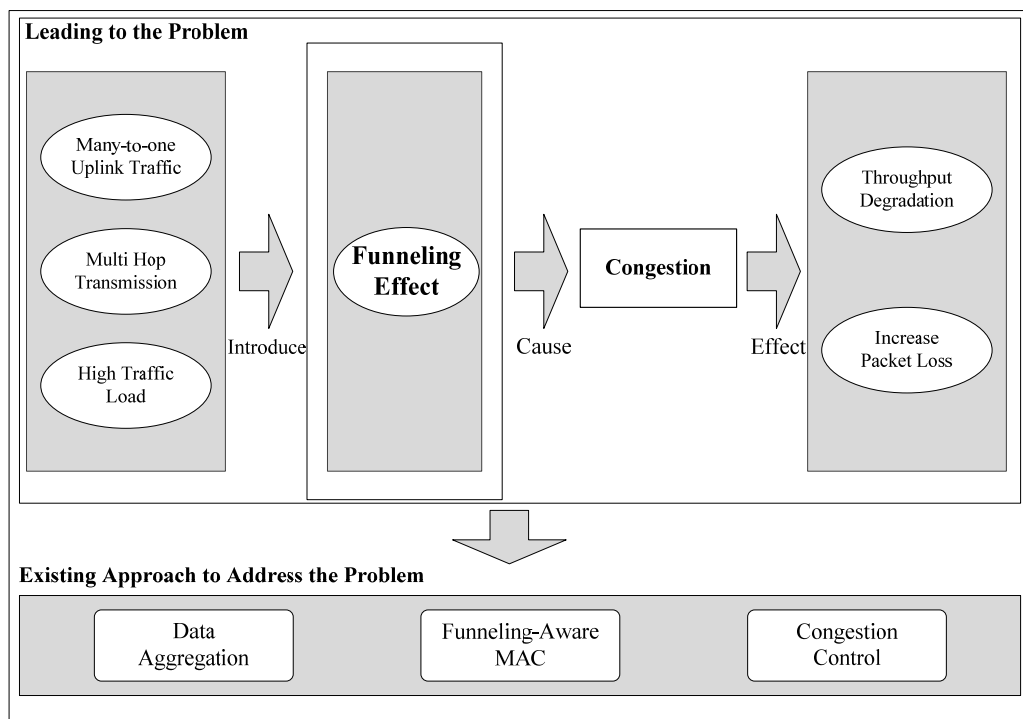 Leading to the Problem
Many-to-one
Uplink Traffic
Multi Hop
Transmission
High Traffic
Load
Introduce
Funneling
Effect
Cause
Congestion
Effect
Throughput
Degradation
Increase
Packet Loss
Existing Approach to Address the Problem
Data
Aggregation
Funneling-Aware
MAC
Congestion
Control